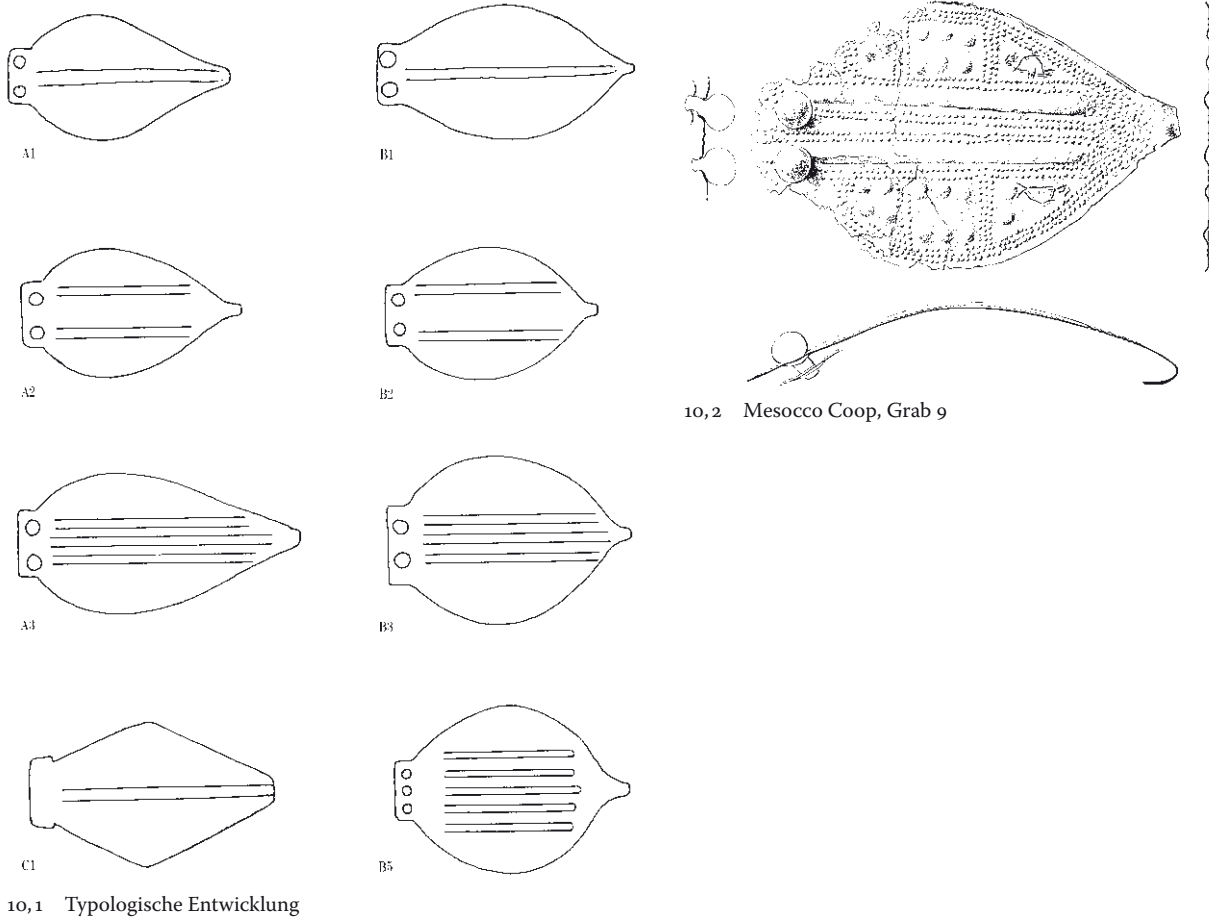 A1
B1
A2
B2
10,2 Mesocco Coop, Grab 9
A3
B3
C1
B5
10,1 Typologische Entwicklung